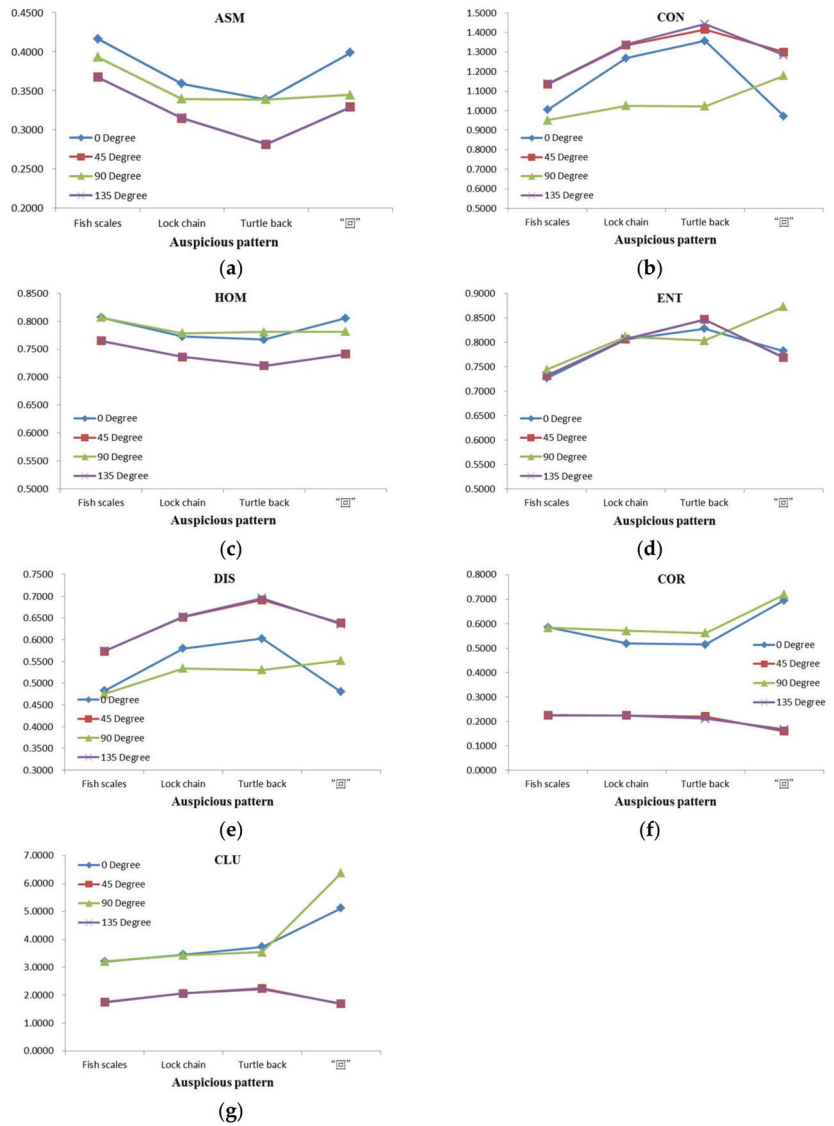 ASM
0.4500
0.4000
0.3500
0.3000
0.2500
0.2000
0 Degree
45 Degree
90 Degree
135 Degree
Fish scales Lock chain Turtle back “回”
Auspicious pattern
(a)
CON
1.5000
1.4000
1.3000
1.2000
1.1000
1.0000
0.9000
0.8000
0.7000
0.6000
0.5000
0 Degree
45 Degree
90 Degree
135 Degree
Fish scales Lock chain Turtle back “回”
Auspicious pattern
(b)
HOM
0.8500
0.8000
0.7500
0.7000
0.6500
0.6000
0.5500
0.5000
0 Degree
45 Degree
90 Degree
135 Degree
Fish scales Lock chain Turtle back “回”
Auspicious pattern
(c)
ENT
0.9000
0.8500
0.8000
0.7500
0.7000
0.6500
0.6000
0.5500
0.5000
0 Degree
45 Degree
90 Degree
135 Degree
Fish scales Lock chain Turtle back “回”
Auspicious pattern
(d)
DIS
0.7500
0.7000
0.6500
0.6000
0.5500
0.5000
0.4500
0.4000
0.3500
0.3000
0 Degree
45 Degree
90 Degree
135 Degree
Fish scales Lock chain Turtle back “回”
Auspicious pattern
(e)
COR
0.8000
0.7000
0.6000
0.5000
0.4000
0.3000
0.2000
0.1000
0.0000
0 Degree
45 Degree
90 Degree
135 Degree
Fish scales Lock chain Turtle back “回”
Auspicious pattern
(f)
CLU
7.0000
6.0000
5.0000
4.0000
3.0000
2.0000
1.0000
0.0000
0 Degree
45 Degree
90 Degree
135 Degree
Fish scales Lock chain Turtle back “回”
Auspicious pattern
(g)